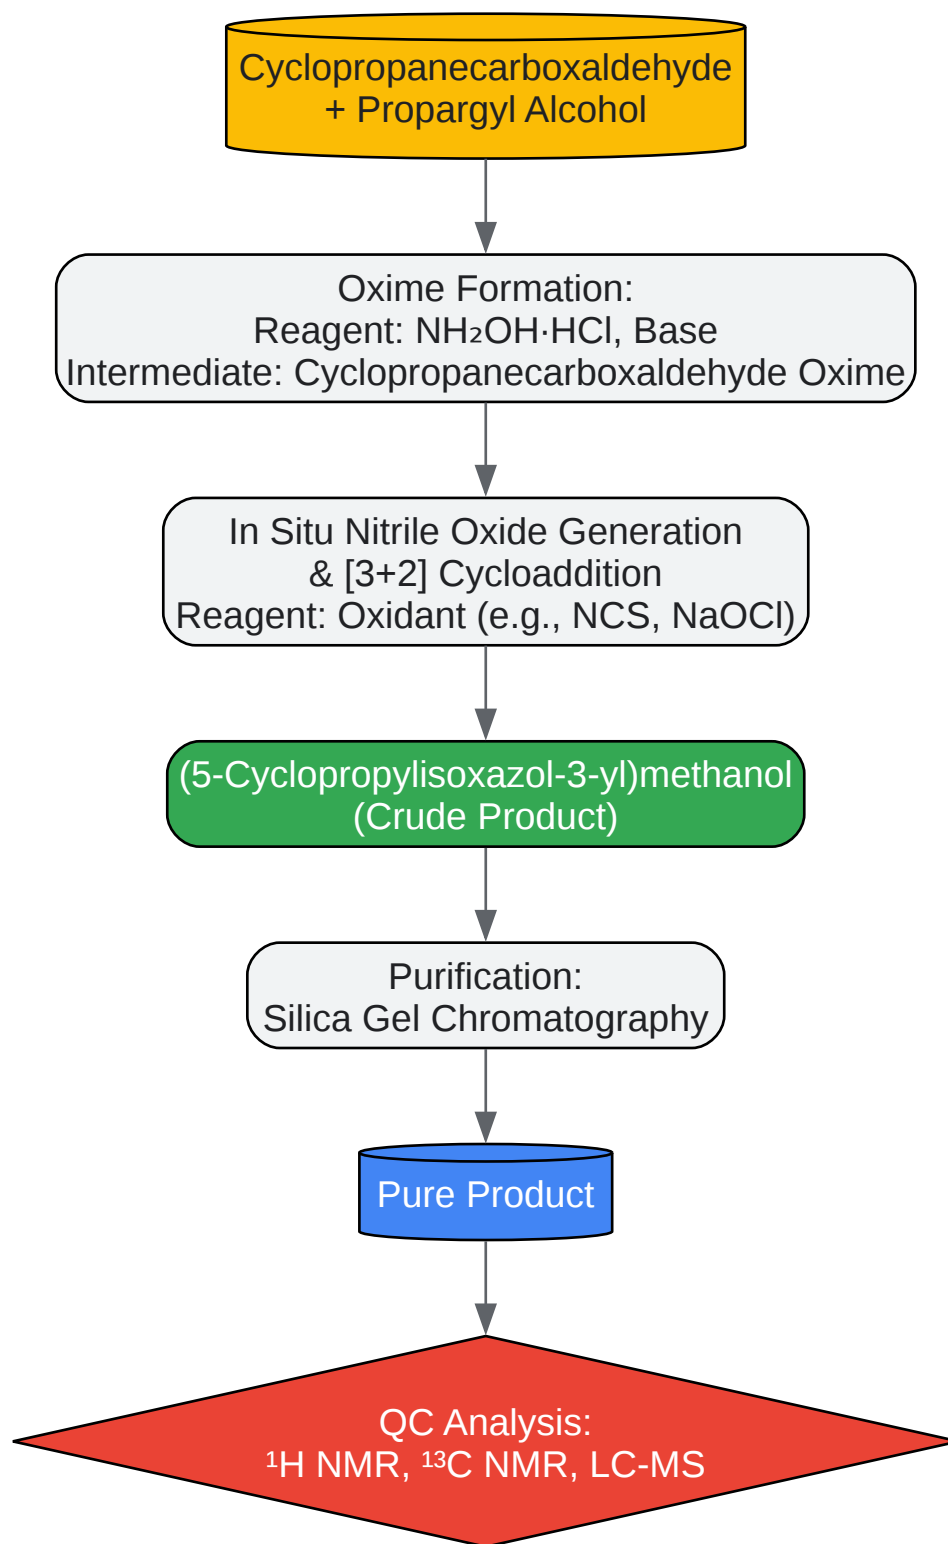 Cyclopropanecarboxaldehyde
+ Propargyl Alcohol
Oxime Formation:
Reagent: NH₂OH·HCl, Base
Intermediate: Cyclopropanecarboxaldehyde Oxime
In Situ Nitrile Oxide Generation
& [3+2] Cycloaddition
Reagent: Oxidant (e.g., NCS, NaOCl)
(5-Cyclopropylisoxazol-3-yl)methanol
(Crude Product)
Purification:
Silica Gel Chromatography
Pure Product
QC Analysis:
¹H NMR, ¹³C NMR, LC-MS